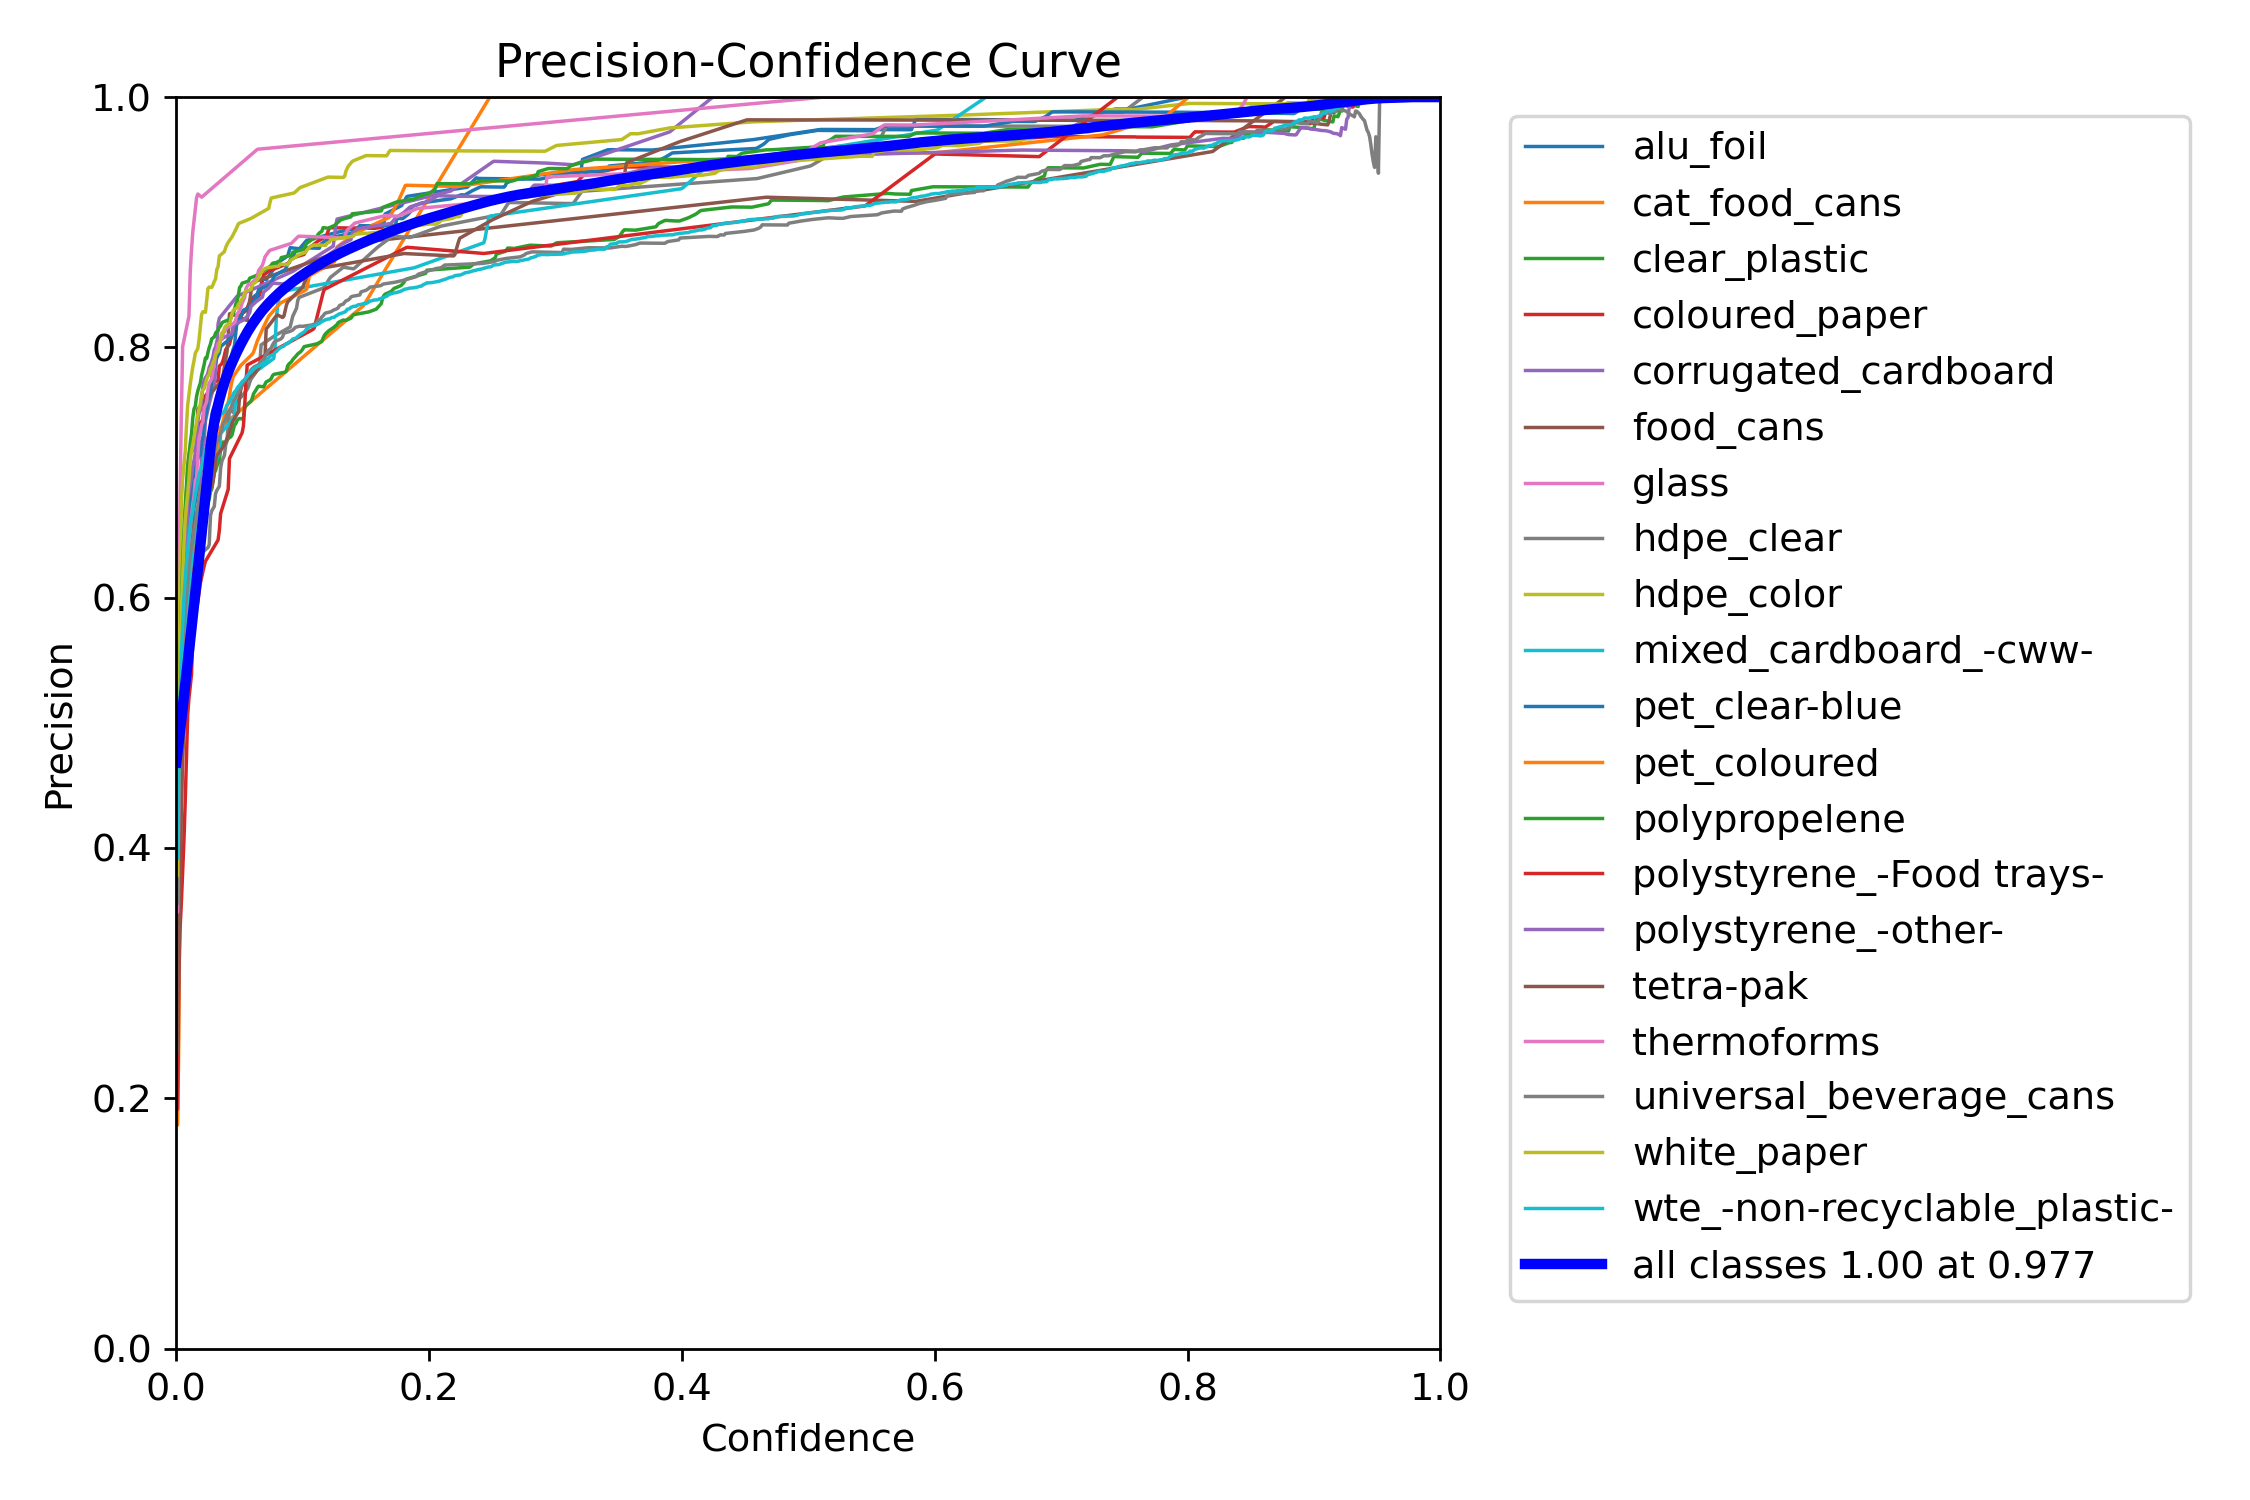 Precision-Confidence Curve
1.0
0.8
0.6
0.4
0.2
0.0
Precision
0.0 0.2 0.4 0.6 0.8 1.0
Confidence
alu_foil
cat_food_cans
clear_plastic
coloured_paper
corrugated_cardboard
food_cans
glass
hdpe_clear
hdpe_color
mixed_cardboard_-cww-
pet_clear-blue
pet_coloured
polypropelene
polystyrene_-Food trays-
polystyrene_-other-
tetra-pak
thermoforms
universal_beverage_cans
white_paper
wte_-non-recyclable_plastic-
all classes 1.00 at 0.977